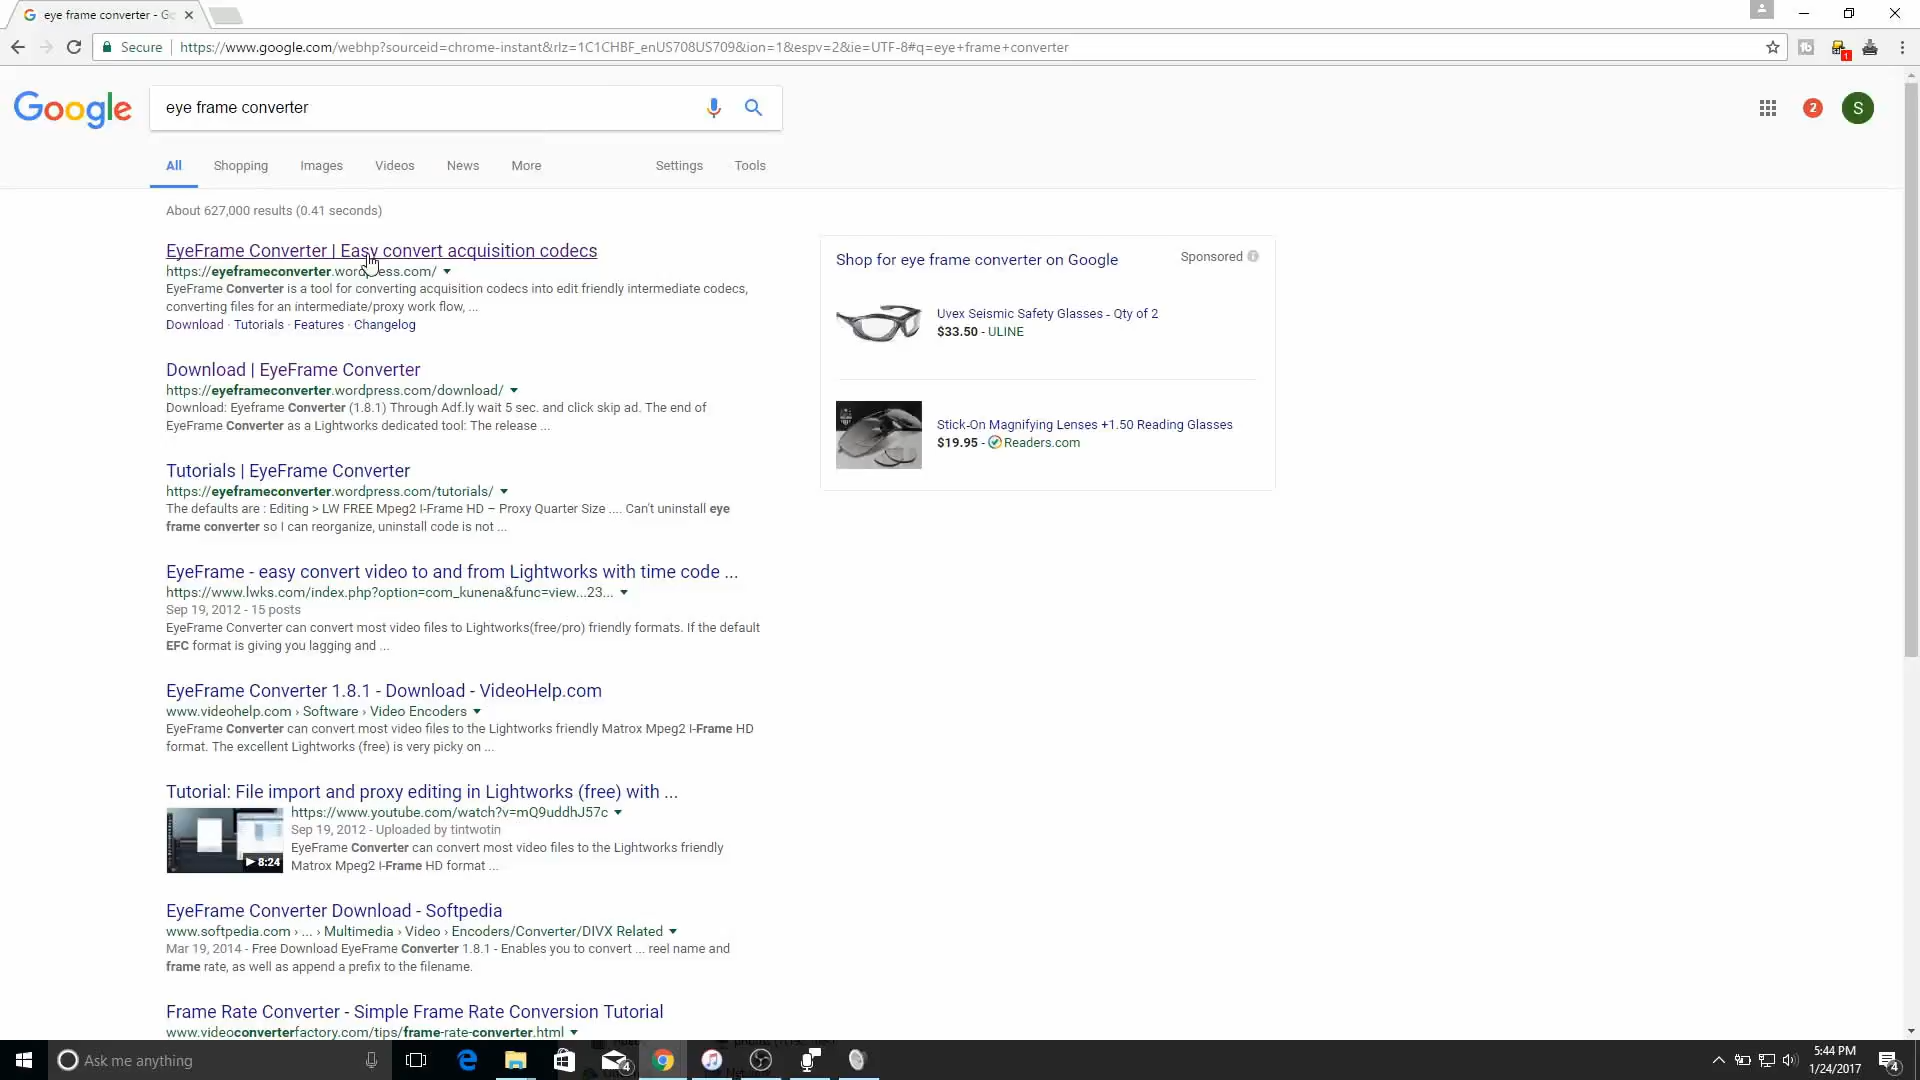 eye frame converter - Go
Secure
https://www.google.com/webhp?sourceid=chrome-instant&rlz=1C1CHBF_enUS708US709&ion=1&espv=2&ie=UTF-8#q=eye+frame+converter
1
Google
eye frame converter
2
S
All
Shopping
Images
Videos
News
More
Settings
Tools
About 627,000 results (0.41 seconds)
EyeFrame Converter | Easy convert acquisition codecs
https://eyeframeconverter.wordpress.com/
EyeFrame Converter is a tool for converting acquisition codecs into edit friendly intermediate codecs,
converting files for an intermediate/proxy work flow, ...
Download · Tutorials · Features · Changelog
Download | EyeFrame Converter
https://eyeframeconverter.wordpress.com/download/
Download: Eyeframe Converter (1.8.1) Through Adf.ly wait 5 sec. and click skip ad. The end of
EyeFrame Converter as a Lightworks dedicated tool: The release ...
Tutorials | EyeFrame Converter
https://eyeframeconverter.wordpress.com/tutorials/
The defaults are : Editing > LW FREE Mpeg2 I-Frame HD – Proxy Quarter Size .... Can't uninstall eye
frame converter so I can reorganize, uninstall code is not ...
EyeFrame - easy convert video to and from Lightworks with time code ...
https://www.lwks.com/index.php?option=com_kunena&func=view...23...
Sep 19, 2012 - 15 posts
EyeFrame Converter can convert most video files to Lightworks(free/pro) friendly formats. If the default
EFC format is giving you lagging and ...
EyeFrame Converter 1.8.1 - Download - VideoHelp.com
www.videohelp.com › Software › Video Encoders
EyeFrame Converter can convert most video files to the Lightworks friendly Matrox Mpeg2 I-Frame HD
format. The excellent Lightworks (free) is very picky on ...
Tutorial: File import and proxy editing in Lightworks (free) with ...
https://www.youtube.com/watch?v=mQ9uddhJ57c
Sep 19, 2012 - Uploaded by tintwotin
EyeFrame Converter can convert most video files to the Lightworks friendly
Matrox Mpeg2 I-Frame HD format ...
8:24
EyeFrame Converter Download - Softpedia
www.softpedia.com › ... › Multimedia › Video › Encoders/Converter/DIVX Related
Mar 19, 2014 - Free Download EyeFrame Converter 1.8.1 - Enables you to convert ... reel name and
frame rate, as well as append a prefix to the filename.
Frame Rate Converter - Simple Frame Rate Conversion Tutorial
www.videoconverterfactory.com/tips/frame-rate-converter.html
Shop for eye frame converter on Google
Sponsored
Uvex Seismic Safety Glasses - Qty of 2
$33.50 - ULINE
Stick-On Magnifying Lenses +1.50 Reading Glasses
$19.95 - Readers.com
Ask me anything
4
5:44 PM
1/24/2017
4